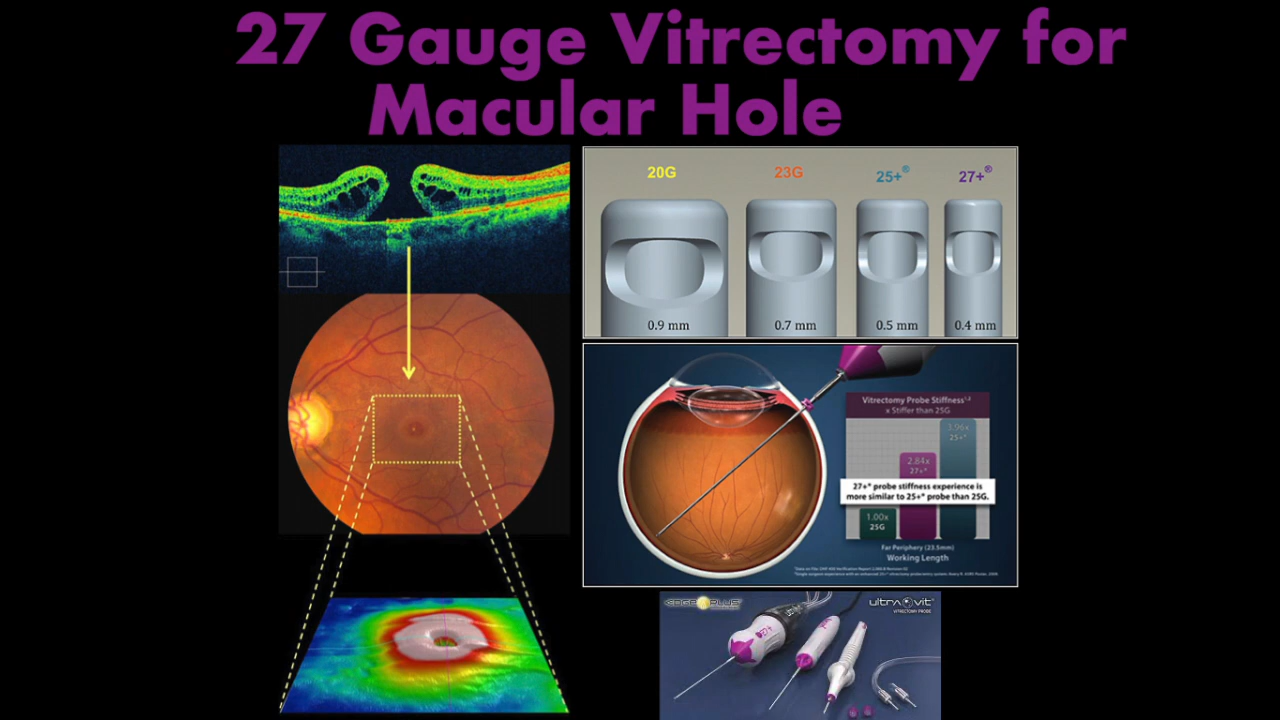 27 Gauge Vitrectomy for
Macular Hole
20G
23G
25+®
27+®
0.9 mm
0.7 mm
0.5 mm
0.4 mm
Vitrectomy Probe Stiffness¹,²
x Stiffer than 25G
3.96x
25+®
2.84x
27+®
27+® probe stiffness experience is
more similar to 25+® probe than 25G.
1.00x
25G
Far Periphery (23.5mm)
Working Length
EDGEPLUS
ULTRAVIT®
VITRECTOMY PROBE